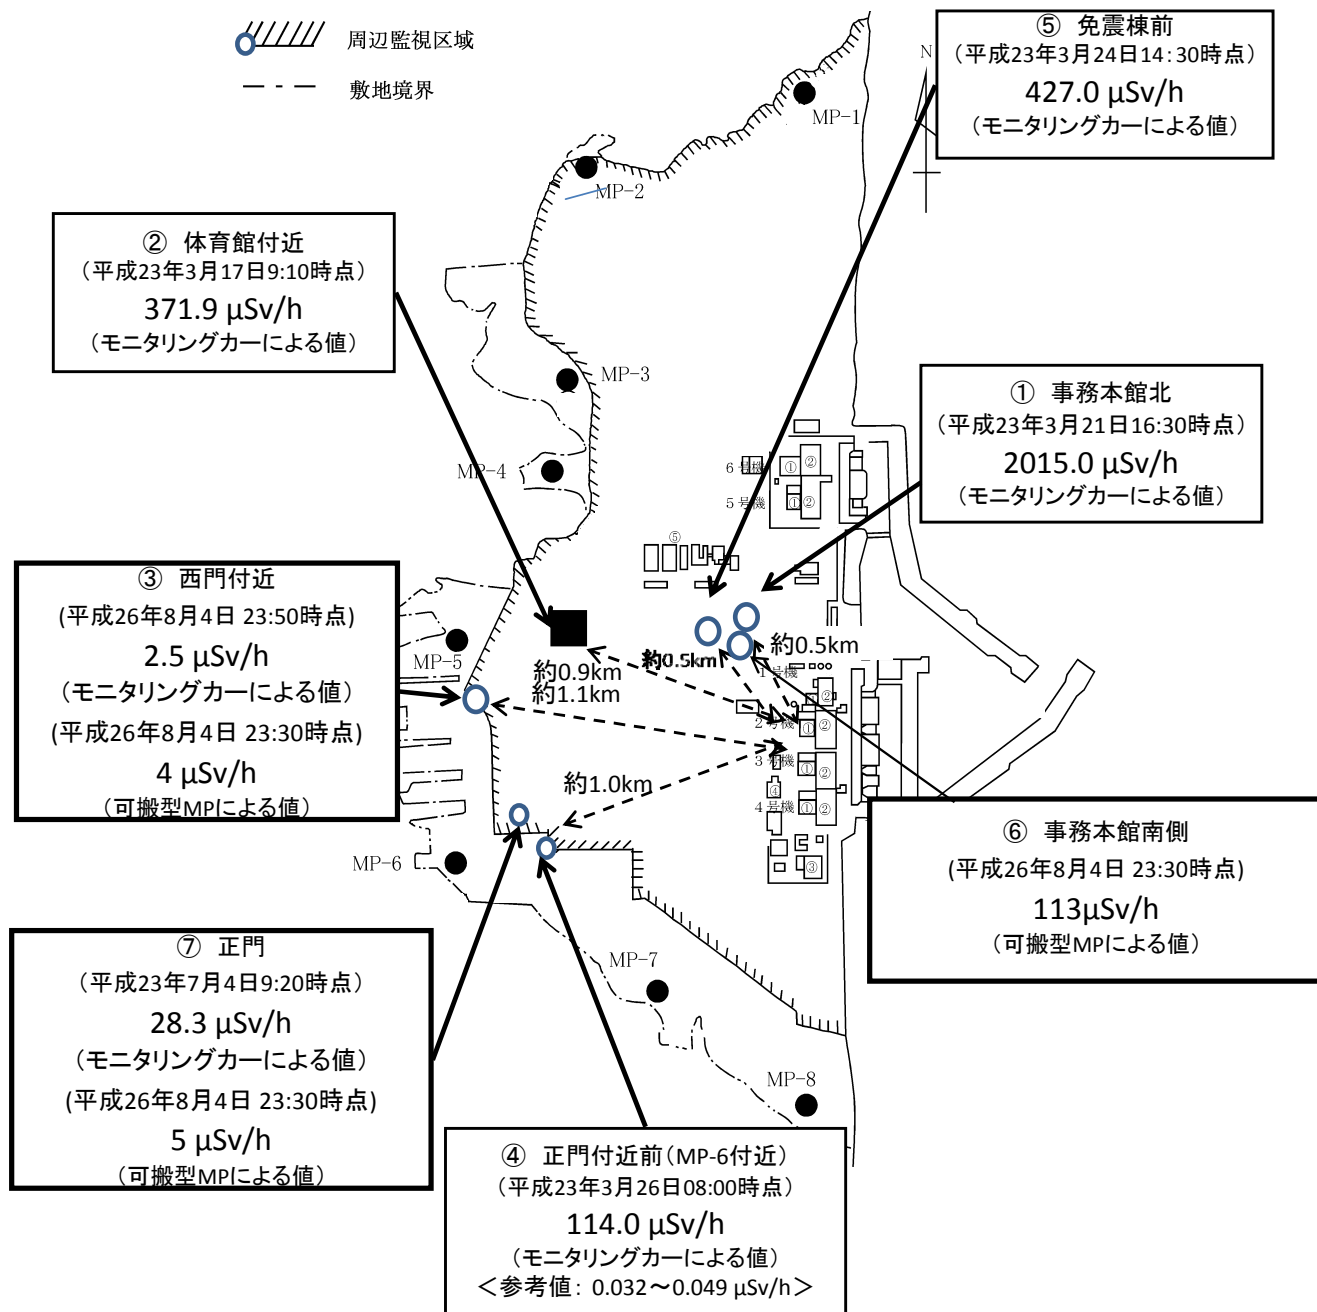 周辺監視区域
敷地境界
⑤ 免震棟前
（平成23年3月24日14：30時点）
427.0 μSv/h
（モニタリングカーによる値）
N
MP-1
MP-2
② 体育館付近
（平成23年3月17日9:10時点）
371.9 μSv/h
（モニタリングカーによる値）
MP-3
① 事務本館北
（平成23年3月21日16:30時点）
2015.0 μSv/h
（モニタリングカーによる値）
MP-4
6号機
①
②
5号機
①
②
⑤
③ 西門付近
(平成26年8月4日 23:50時点)
2.5 μSv/h
（モニタリングカーによる値）
(平成26年8月4日 23:30時点)
4 μSv/h
（可搬型MPによる値）
MP-5
約0.9km
約1.1km
約0.5km
約0.5km
1号機
②
2号機
①
②
3号機
①
②
約1.0km
④
4号機
①
②
③
MP-6
⑥ 事務本館南側
(平成26年8月4日 23:30時点)
113μSv/h
（可搬型MPによる値）
⑦ 正門
（平成23年7月4日9:20時点）
28.3 μSv/h
（モニタリングカーによる値）
(平成26年8月4日 23:30時点)
5 μSv/h
（可搬型MPによる値）
MP-7
MP-8
④ 正門付近前（MP-6付近）
（平成23年3月26日08:00時点）
114.0 μSv/h
（モニタリングカーによる値）
＜参考値： 0.032～0.049 μSv/h＞